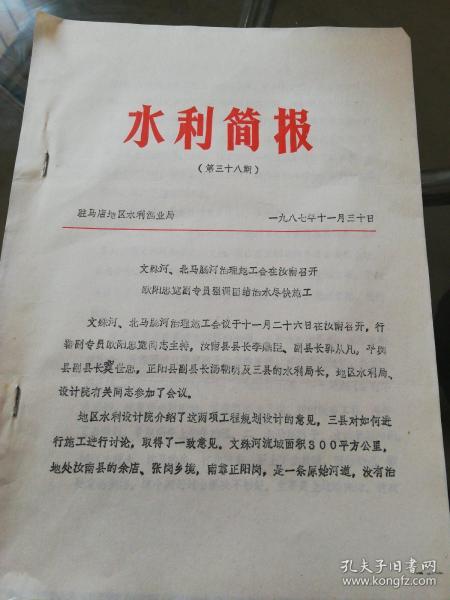 水利简报
（第三十八期）
驻马店地区水利渔业局 一九八七年十一月三十日
文殊河、北马肠河治理施工会在汝南召开
欧阳忠宽副专员强调团结治水尽快施工
文殊河、北马肠河治理施工会议于十一月二十六日在汝南召开，行
署副专员欧阳忠宽同志主持，汝南县县长李 、副县长郭从凡，平舆
县副县长龚世忠，正阳县副县长汤朝明及三县的水利局长，地区水利局、
设计院有关同志参加了会议。
地区水利设计院介绍了这两项工程规划设计的意见，三县对如何进
行施工进行讨论，取得了一致意见。文殊河流域面积300平方公里，
地处汝南县的余店、张岗乡境，南靠正阳岗，是一条原始河道，没有治
孔夫子旧书网
www.kongfz.com